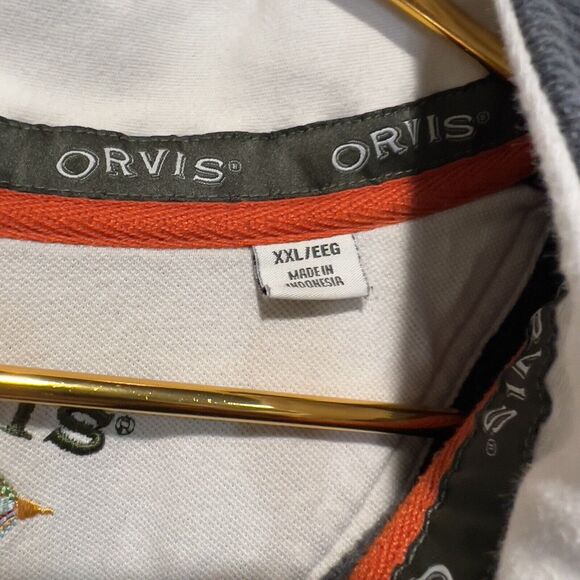 ORVIS®
ORVIS®
XXL/EEG
MADE IN
INDONESIA